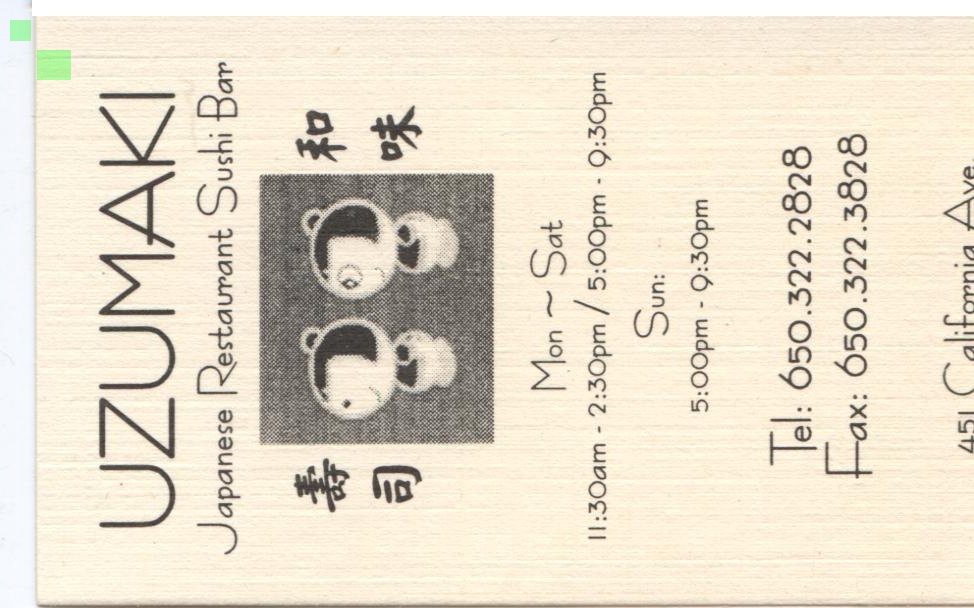 UZUMAKI
Japanese Restaurant Sushi Bar
寿司
和味
Mon ~ Sat
11:30am - 2:30pm / 5:00pm - 9:30pm
Sun:
5:00pm - 9:30pm
Tel: 650.322.2828
Fax: 650.322.3828
451 California Ave